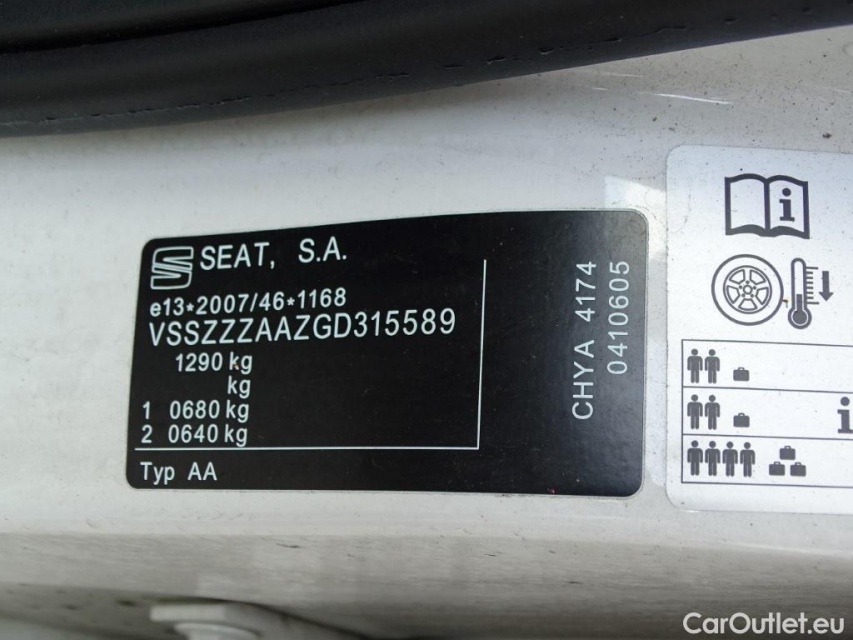 SEAT, S.A.
e13*2007/46*1168
VSSZZZAAZGD315589
1290 kg
kg
1 0680 kg
2 0640 kg
Typ AA
CHYA 4174
0410605
i
i
CarOutlet.eu